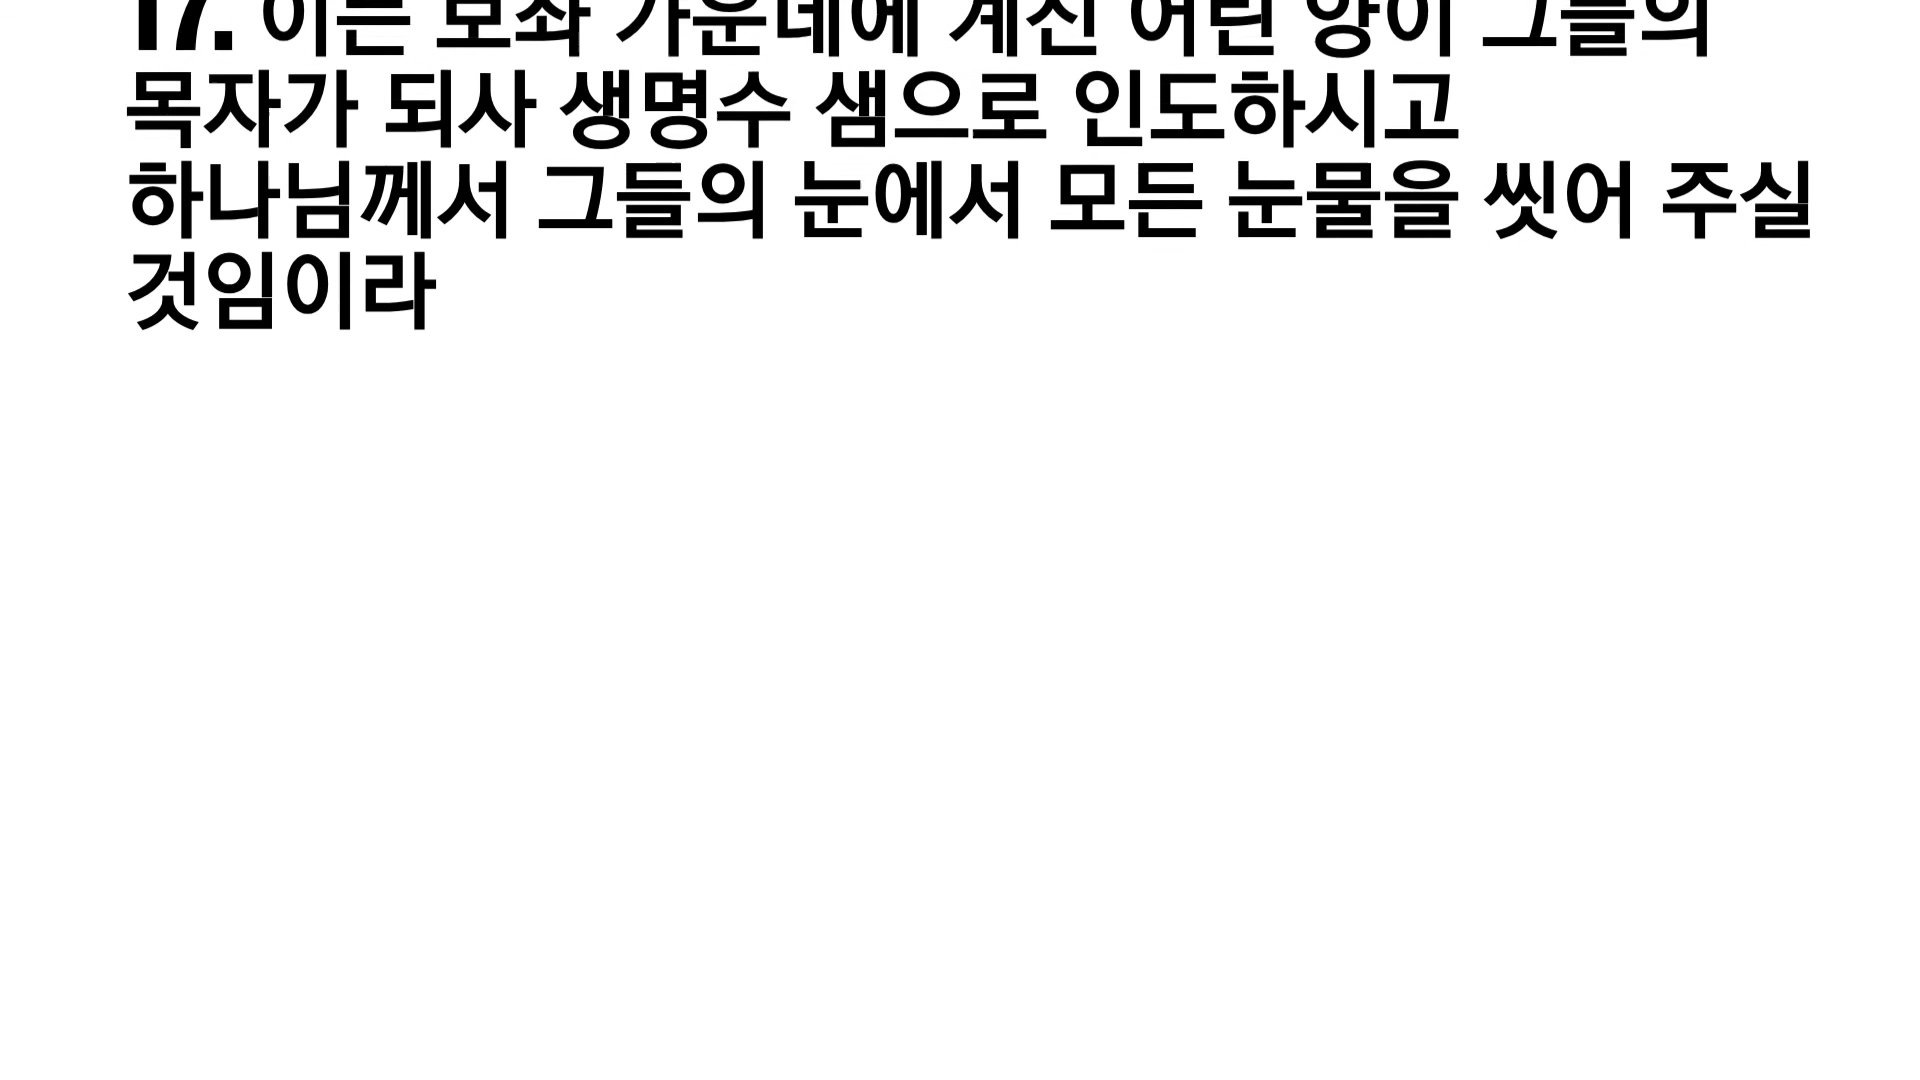 17. 이는 보좌 가운데에 계신 어린 양이 그들의
목자가 되사 생명수 샘으로 인도하시고
하나님께서 그들의 눈에서 모든 눈물을 씻어 주실
것임이라